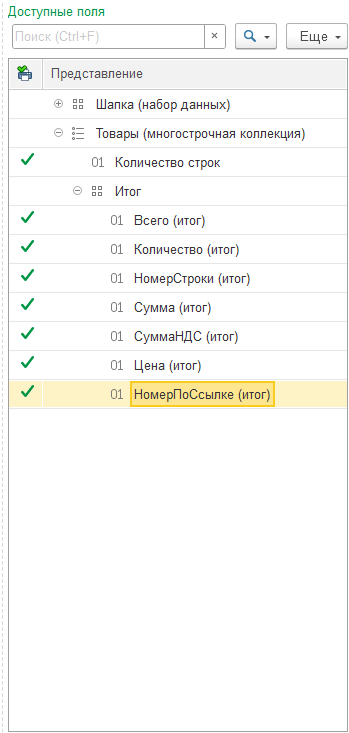 Доступные поля
Поиск (Ctrl+F) × Еще
Представление
Шапка (набор данных)
Товары (многострочная коллекция)
01 Количество строк
Итог
01 Всего (итог)
01 Количество (итог)
01 НомерСтроки (итог)
01 Сумма (итог)
01 СуммаНДС (итог)
01 Цена (итог)
01 НомерПоСсылке (итог)